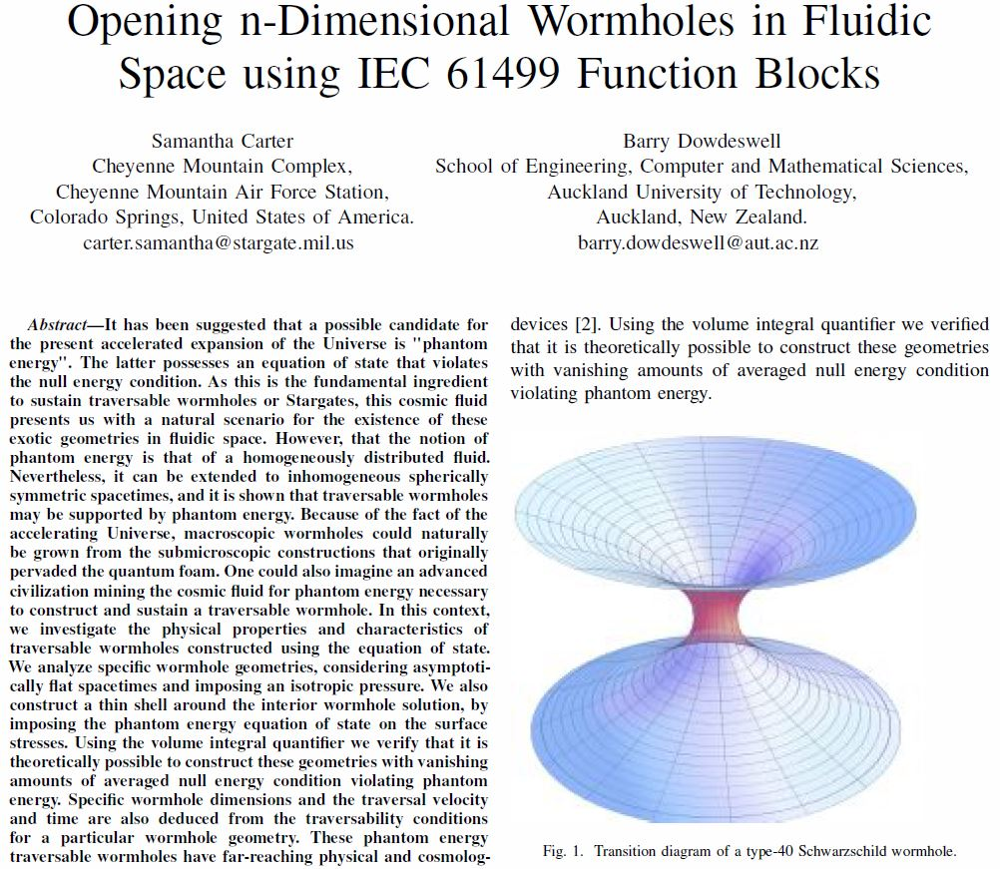 Opening n-Dimensional Wormholes in Fluidic
Space using IEC 61499 Function Blocks
Samantha Carter
Cheyenne Mountain Complex,
Cheyenne Mountain Air Force Station,
Colorado Springs, United States of America.
carter.samantha@stargate.mil.us
Barry Dowdeswell
School of Engineering, Computer and Mathematical Sciences,
Auckland University of Technology,
Auckland, New Zealand.
barry.dowdeswell@aut.ac.nz
Abstract—It has been suggested that a possible candidate for
the present accelerated expansion of the Universe is "phantom
energy". The latter possesses an equation of state that violates
the null energy condition. As this is the fundamental ingredient
to sustain traversable wormholes or Stargates, this cosmic fluid
presents us with a natural scenario for the existence of these
exotic geometries in fluidic space. However, that the notion of
phantom energy is that of a homogeneously distributed fluid.
Nevertheless, it can be extended to inhomogeneous spherically
symmetric spacetimes, and it is shown that traversable wormholes
may be supported by phantom energy. Because of the fact of the
accelerating Universe, macroscopic wormholes could naturally
be grown from the submicroscopic constructions that originally
pervaded the quantum foam. One could also imagine an advanced
civilization mining the cosmic fluid for phantom energy necessary
to construct and sustain a traversable wormhole. In this context,
we investigate the physical properties and characteristics of
traversable wormholes constructed using the equation of state.
We analyze specific wormhole geometries, considering asymptoti-
cally flat spacetimes and imposing an isotropic pressure. We also
construct a thin shell around the interior wormhole solution, by
imposing the phantom energy equation of state on the surface
stresses. Using the volume integral quantifier we verify that it is
theoretically possible to construct these geometries with vanishing
amounts of averaged null energy condition violating phantom
energy. Specific wormhole dimensions and the traversal velocity
and time are also deduced from the traversability conditions
for a particular wormhole geometry. These phantom energy
traversable wormholes have far-reaching physical and cosmolog-
devices [2]. Using the volume integral quantifier we verified
that it is theoretically possible to construct these geometries
with vanishing amounts of averaged null energy condition
violating phantom energy.
Fig. 1. Transition diagram of a type-40 Schwarzschild wormhole.